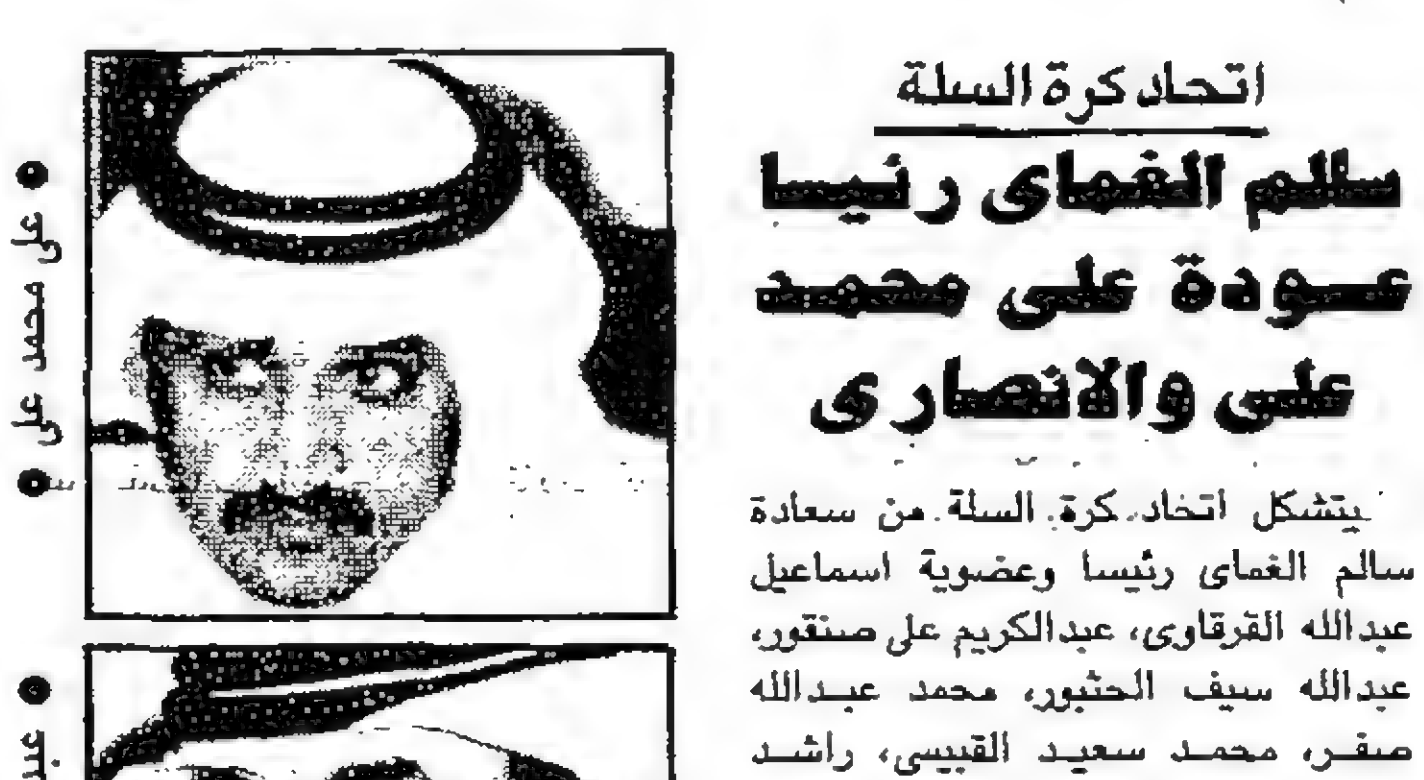 اتحاد كرة السلة
سالم الغماى رئيسا
عودة على محمد
على والانصارى
يتشكل اتحاد كرة السلة من سعادة
سالم الغماى رئيسا وعضوية اسماعيل
عبدالله القرقاوى، عبدالكريم على صنقور،
عبدالله سيف الحثبور، محمد عبدالله
صقر، محمد سعيد القبيسى، راشد
على محمد على